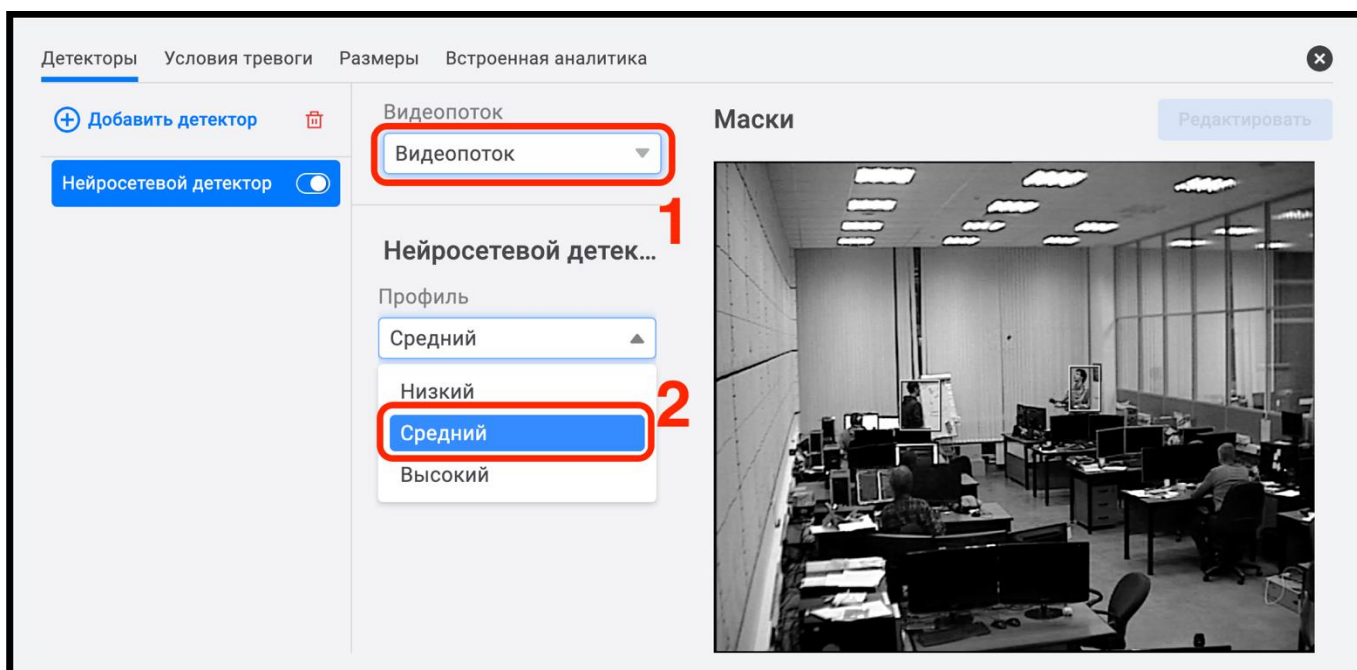 Детекторы Условия тревоги Размеры Встроенная аналитика
Добавить детектор
Нейросетевой детектор
Видеопоток
Видеопоток
1
Нейросетевой детек...
Профиль
Средний
Низкий
Средний
2
Высокий
Маски
Редактировать